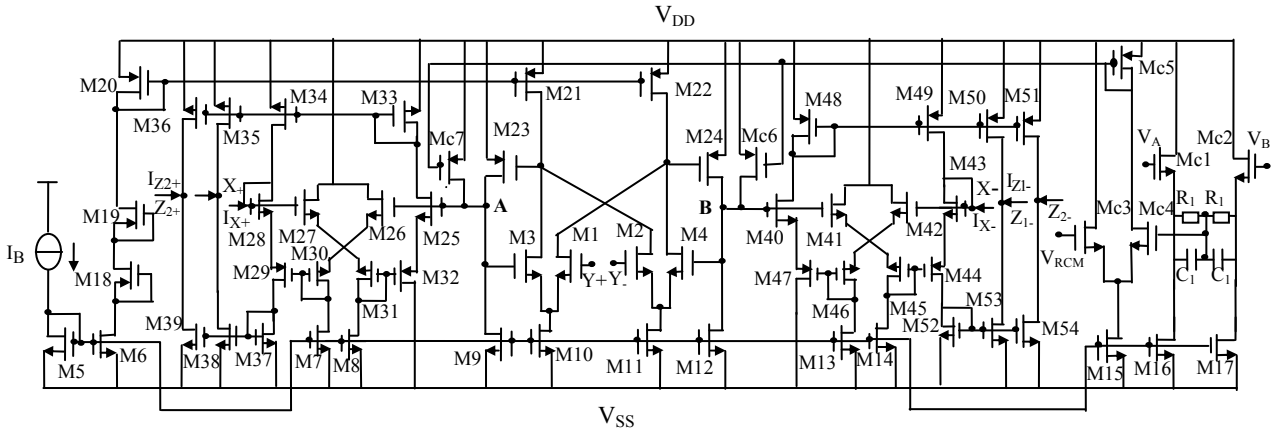 V_DD
M20
M21
M22
Mc5
M36
M35
M34
M33
Mc7
M23
M24
Mc6
M48
M49
M50
M51
V_A
Mc1
Mc2
V_B
I_Z2+
Z_2+
X_+
I_X+
M19
M28
M27
M26
M25
A
B
M40
M41
M42
M43
X-
I_X-
I_Z1-
Z_1-
Z_2-
Mc3
Mc4
R_1
R_1
V_RCM
C_1
C_1
I_B
M18
M29
M30
M31
M32
M3
M1
M2
M4
Y+
Y_-
M47
M46
M45
M44
M53
M39
M38
M37
M52
M54
M5
M6
M7
M8
M9
M10
M11
M12
M13
M14
M15
M16
M17
V_SS